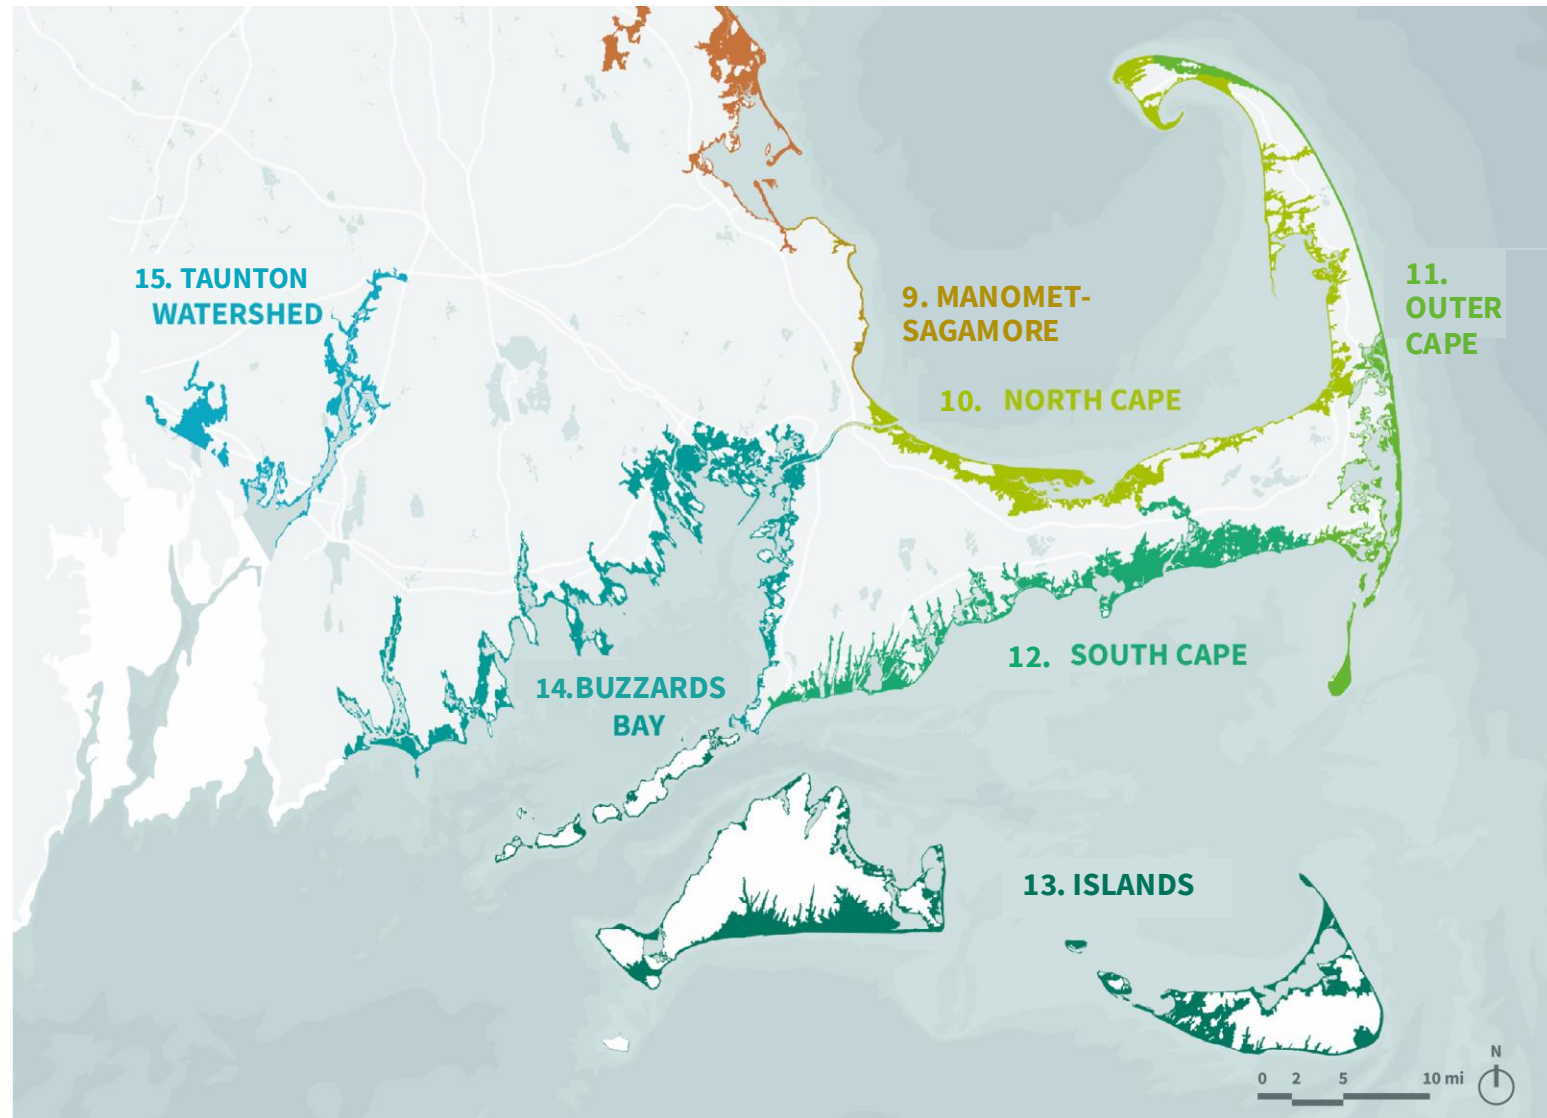 15. TAUNTON
WATERSHED
9. MANOMET-
SAGAMORE
11.
OUTER
CAPE
10. NORTH CAPE
12. SOUTH CAPE
14.BUZZARDS
BAY
13. ISLANDS
N
0 2 5 10 mi